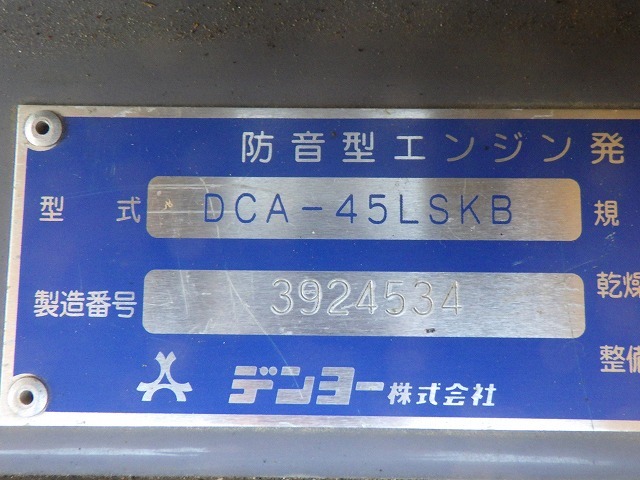 防音型エンジン発
型式 DCA-45LSKB 規
製造番号 3924534 乾燥
整備
デンヨー株式会社